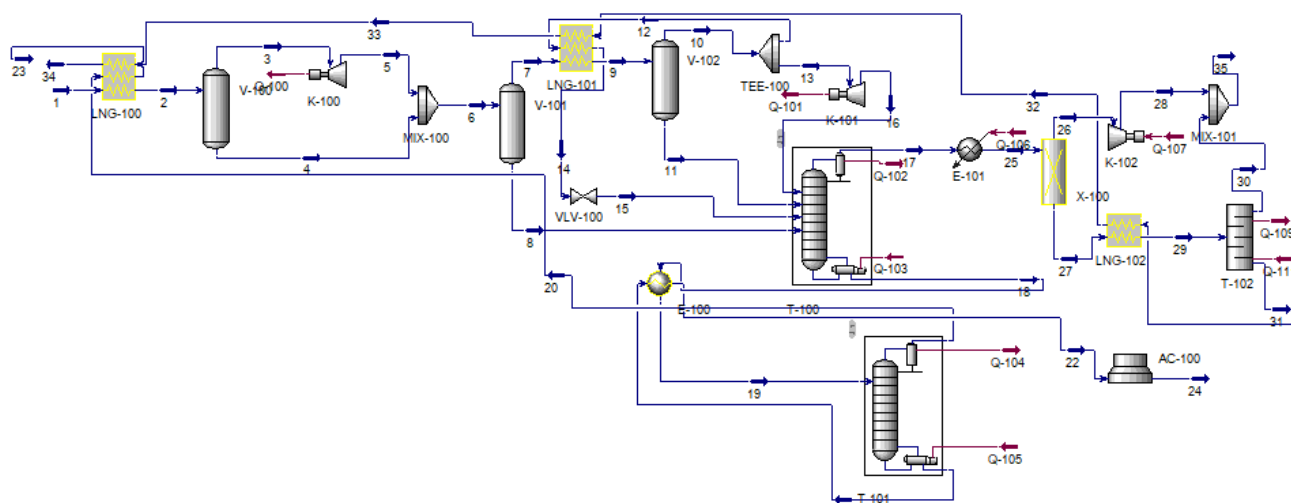 33
12
10
V-102
TEE-100
13
35
23
34
1
LNG-100
2
3
V-100
Q-100
K-100
5
MIX-100
6
7
V-101
LNG-101
9
Q-101
K-101
16
32
26
28
MIX-101
K-102
Q-107
4
14
11
17
Q-102
Q-106
E-101
25
X-100
30
VLV-100
15
8
Q-103
18
27
LNG-102
29
Q-109
Q-11
T-102
31
20
E-100
T-100
22
AC-100
24
19
Q-104
Q-105
T-101